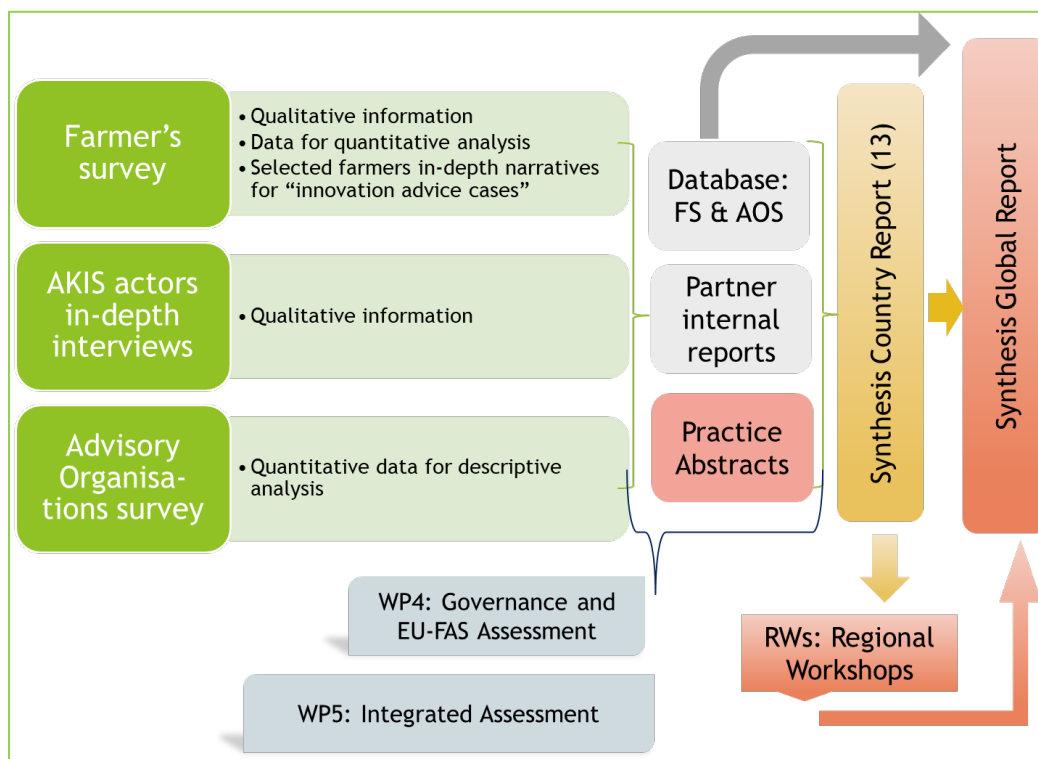 Farmer's
survey
• Qualitative information
• Data for quantitative analysis
• Selected farmers in-depth narratives
for “innovation advice cases”
AKIS actors
in-depth
interviews
• Qualitative information
Advisory
Organisa-
tions survey
• Quantitative data for descriptive
analysis
Database:
FS & AOS
Partner
internal
reports
Practice
Abstracts
Synthesis Country Report (13)
Synthesis Global Report
WP4: Governance and
EU-FAS Assessment
WP5: Integrated Assessment
RWs: Regional
Workshops